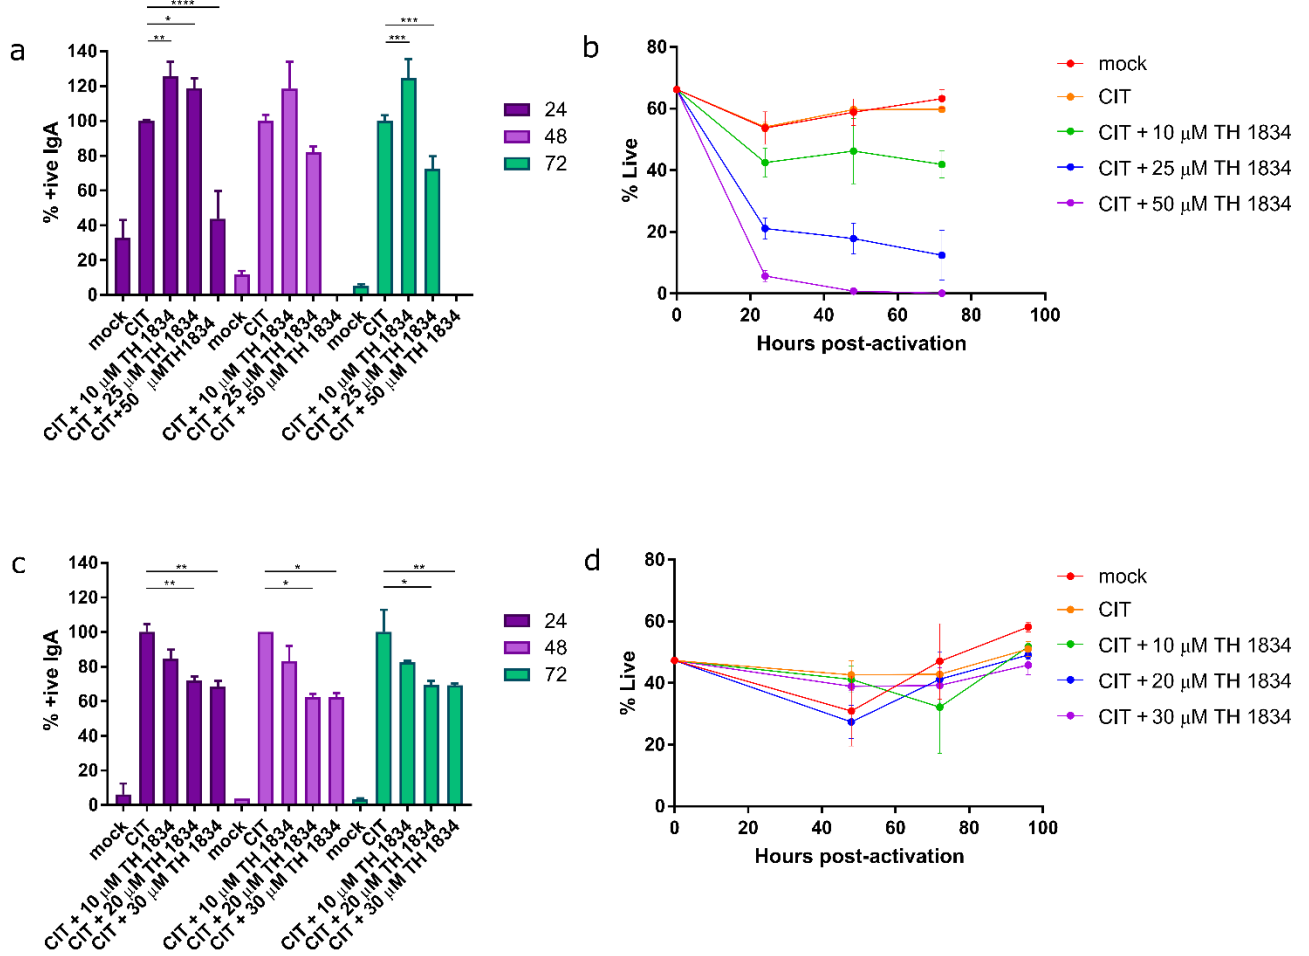 a
****
*
**
***
***
% +ive IgA
140
120
100
80
60
40
20
0
mock
CIT
CIT + 10 μM TH 1834
CIT + 25 μM TH 1834
CIT+50 μMTH1834
mock
CIT
CIT + 10 μM TH 1834
CIT + 25 μM TH 1834
CIT + 50 μM TH 1834
mock
CIT
CIT + 10 μM TH 1834
CIT + 25 μM TH 1834
CIT + 50 μM TH 1834
24
48
72
b
% Live
80
60
40
20
0
0
20
40
60
80
100
Hours post-activation
mock
CIT
CIT + 10 μM TH 1834
CIT + 25 μM TH 1834
CIT + 50 μM TH 1834
c
**
**
*
*
**
*
% +ive IgA
140
120
100
80
60
40
20
0
mock
CIT
CIT + 10 μM TH 1834
CIT + 20 μM TH 1834
CIT + 30 μM TH 1834
mock
CIT
CIT + 10 μM TH 1834
CIT + 20 μM TH 1834
CIT + 30 μM TH 1834
mock
CIT
CIT + 10 μM TH 1834
CIT + 20 μM TH 1834
CIT + 30 μM TH 1834
24
48
72
d
% Live
80
60
40
20
0
0
20
40
60
80
100
Hours post-activation
mock
CIT
CIT + 10 μM TH 1834
CIT + 20 μM TH 1834
CIT + 30 μM TH 1834